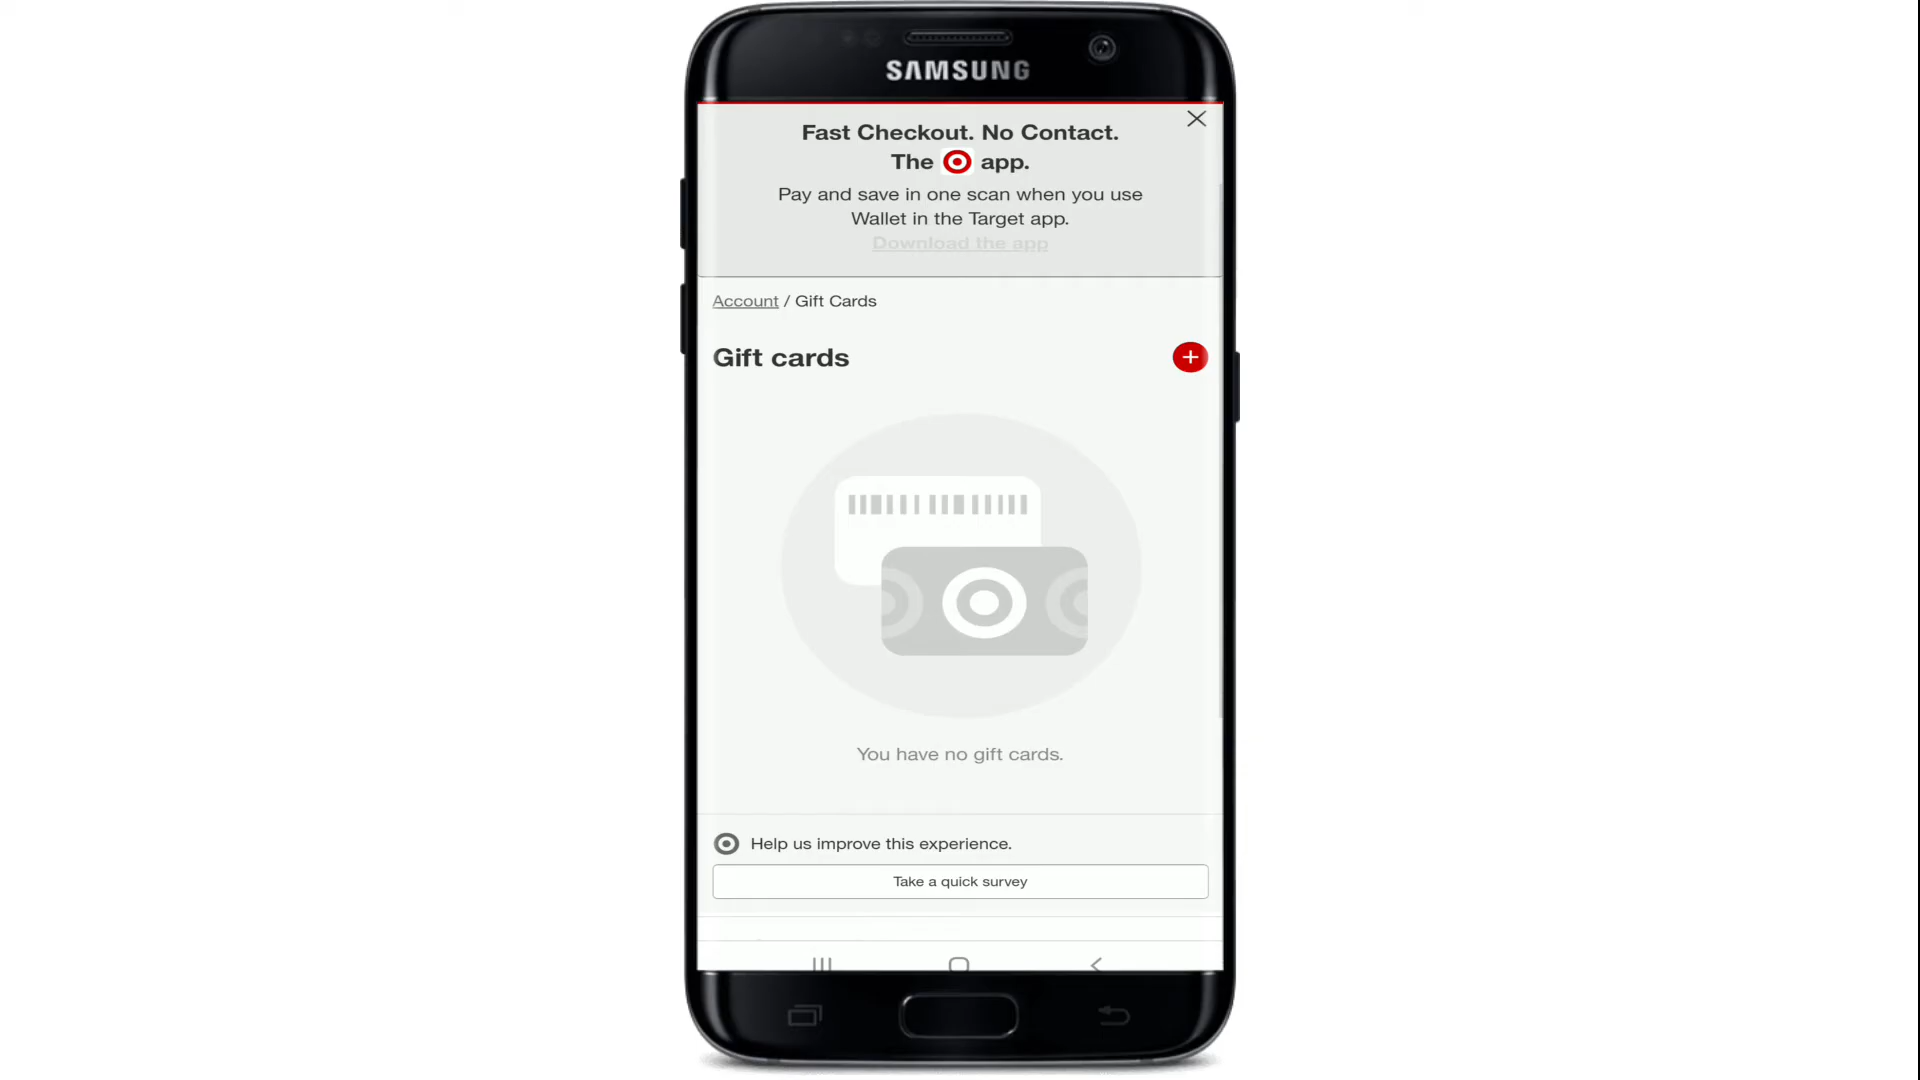 SAMSUNG
Fast Checkout. No Contact.
The app.
Pay and save in one scan when you use
Wallet in the Target app.
Download the app
Account / Gift Cards
Gift cards
You have no gift cards.
Help us improve this experience.
Take a quick survey